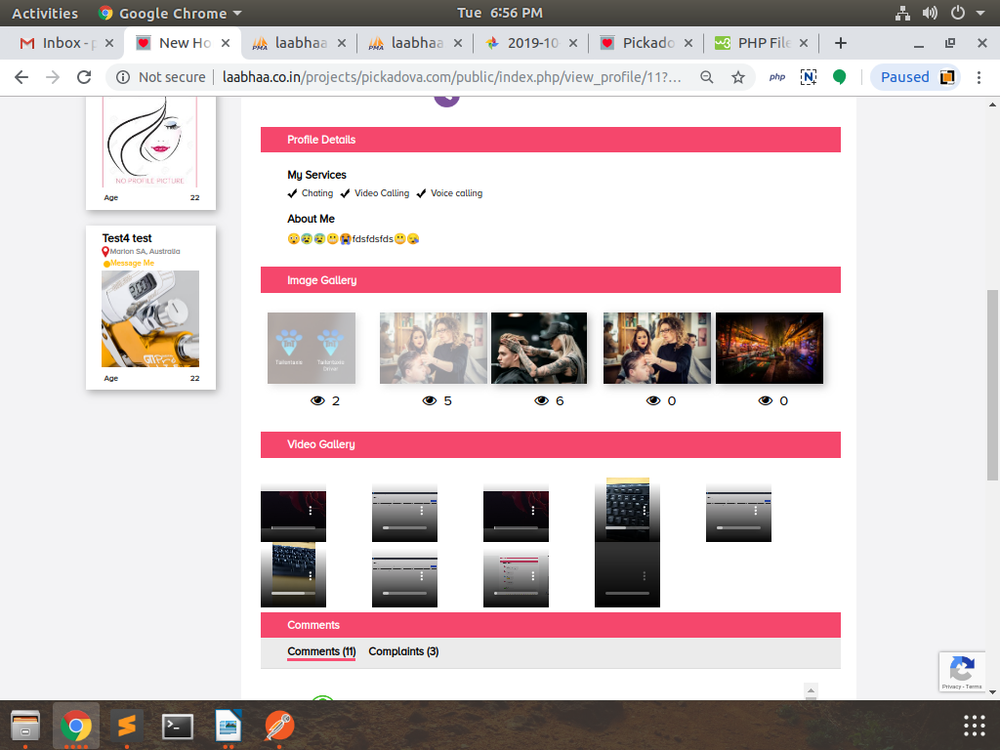 Activities Google Chrome Tue 6:56 PM
Inbox - p New Ho laabhaa laabhaa 2019-10 Pickado PHP File
Not secure laabhaa.co.in/projects/pickadova.com/public/index.php/view_profile/11?... php N Paused
NO PROFILE PICTURE
Age 22
Test4 test
Marion SA, Australia
Message Me
Age 22
Profile Details
My Services
Chating Video Calling Voice calling
About Me
😲😰😰😬😭fdsfdsfds😬😪
Image Gallery
2 5 6 0 0
Video Gallery
Comments
Comments (11) Complaints (3)
Privacy - Terms